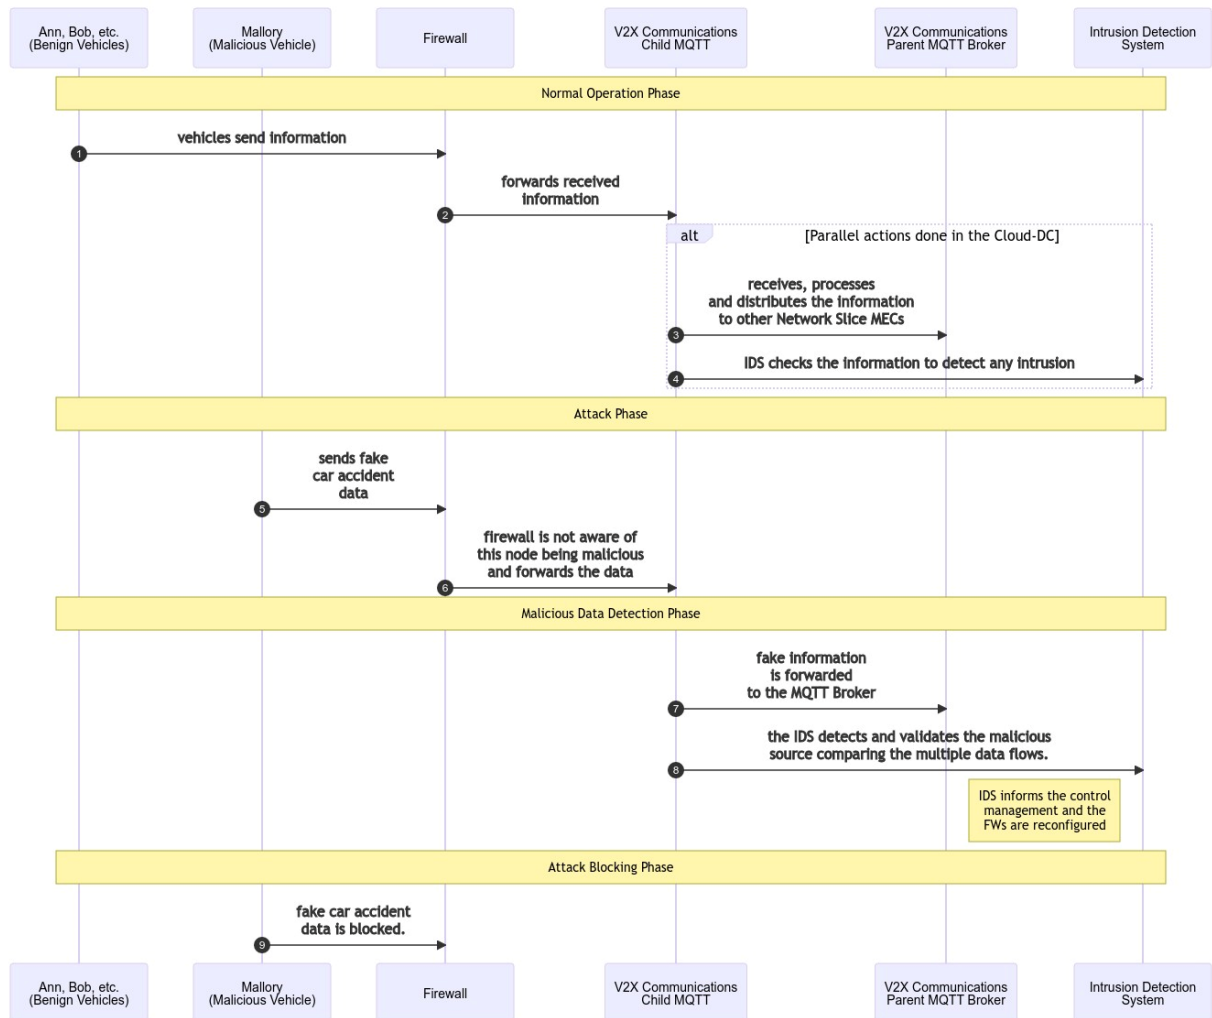 Ann, Bob, etc.
(Benign Vehicles)
Mallory
(Malicious Vehicle)
Firewall
V2X Communications
Child MQTT
V2X Communications
Parent MQTT Broker
Intrusion Detection
System
Normal Operation Phase
vehicles send information
1
forwards received
information
2
alt
[Parallel actions done in the Cloud-DC]
receives, processes
and distributes the information
to other Network Slice MECs
3
IDS checks the information to detect any intrusion
4
Attack Phase
sends fake
car accident
data
5
firewall is not aware of
this node being malicious
and forwards the data
6
Malicious Data Detection Phase
fake information
is forwarded
to the MQTT Broker
7
the IDS detects and validates the malicious
source comparing the multiple data flows.
8
IDS informs the control
management and the
FWs are reconfigured
Attack Blocking Phase
fake car accident
data is blocked.
9
Ann, Bob, etc.
(Benign Vehicles)
Mallory
(Malicious Vehicle)
Firewall
V2X Communications
Child MQTT
V2X Communications
Parent MQTT Broker
Intrusion Detection
System